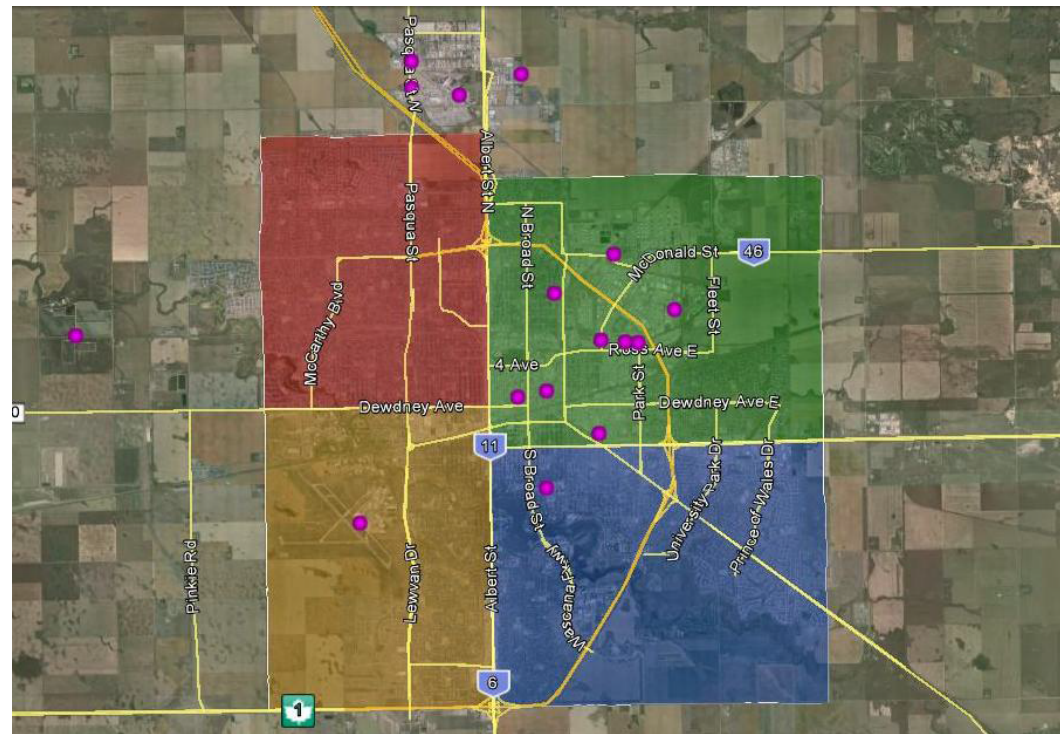 Pasqua St N
Albert St N
Pasqua St
N Broad St
McDonald St
46
Fleet St
McCarthy Blvd
4 Ave
Ross Ave E
Park St
0
Dewdney Ave
Dewdney Ave E
11
S Broad St
University Park Dr
Prince of Wales Dr
Pinkie Rd
Lewvan Dr
Albert St
Wascana Pkwy
6
1